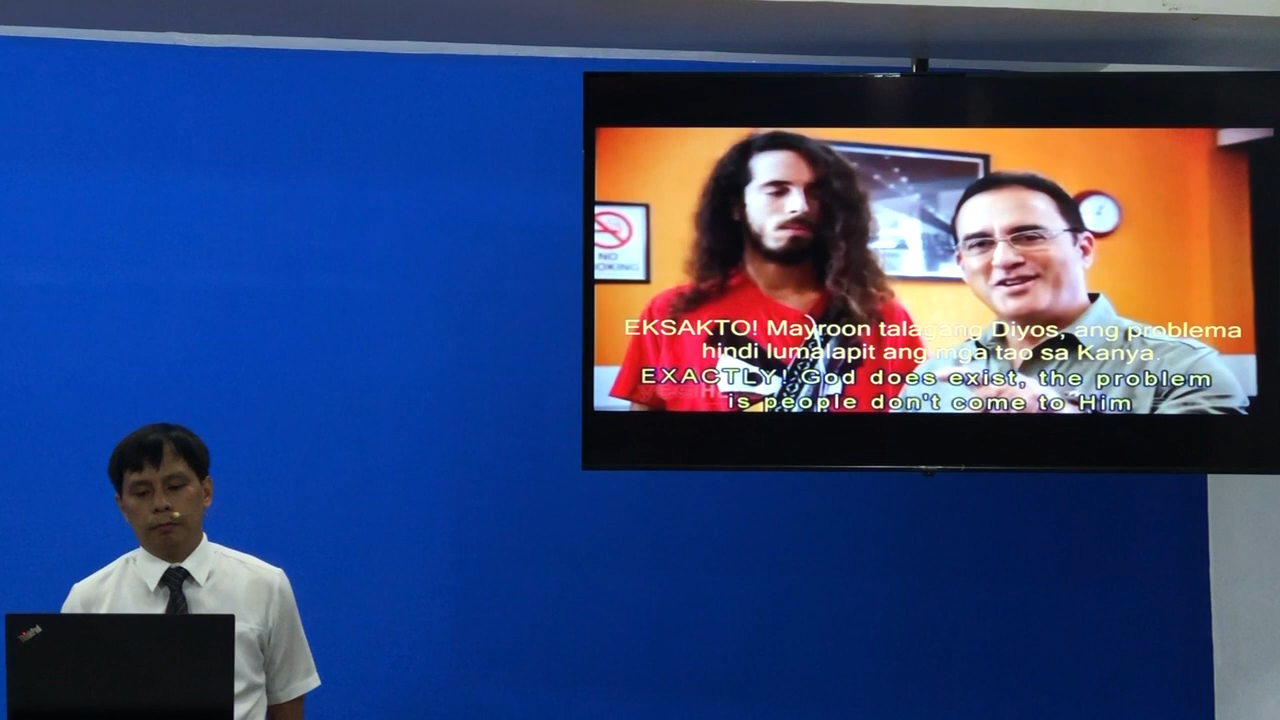 NO
EKSAKTO! Mayroon talagang Diyos, ang problema
hindi lumalapit ang mga tao sa Kanya.
EXACTLY! God does exist, the problem
is people don't come to Him
ThinkPad